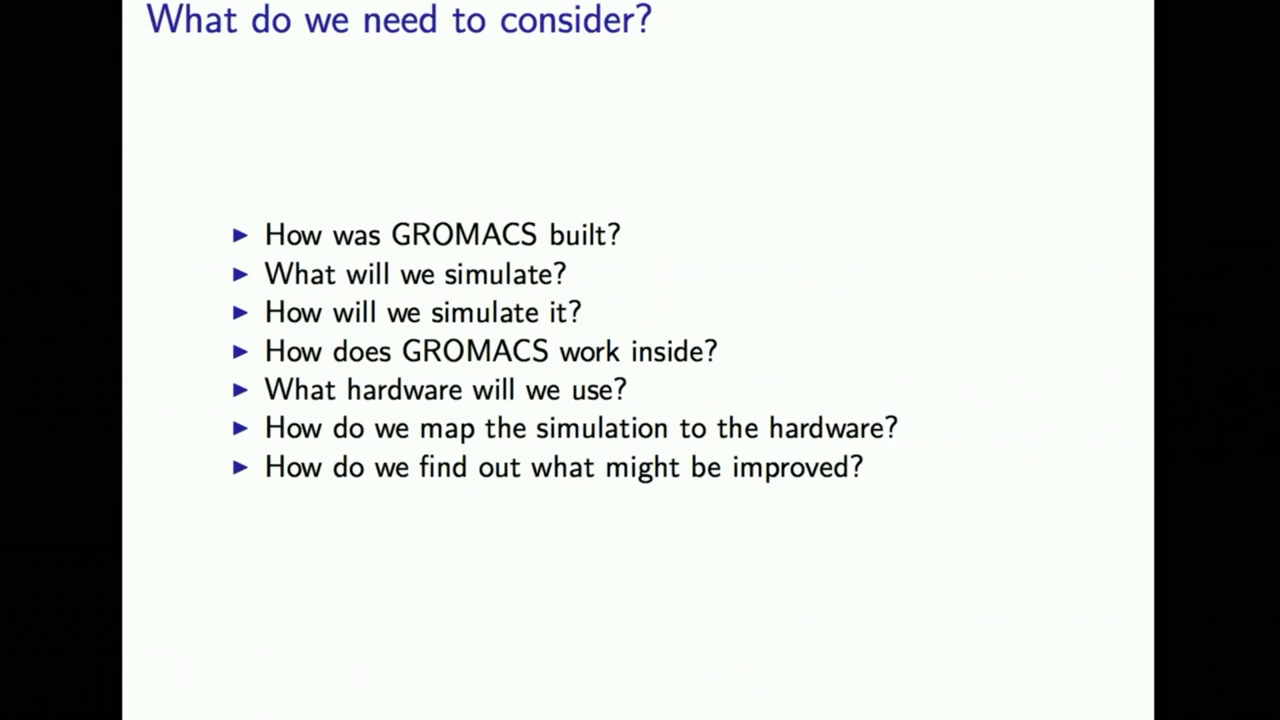 What do we need to consider?
How was GROMACS built?
What will we simulate?
How will we simulate it?
How does GROMACS work inside?
What hardware will we use?
How do we map the simulation to the hardware?
How do we find out what might be improved?